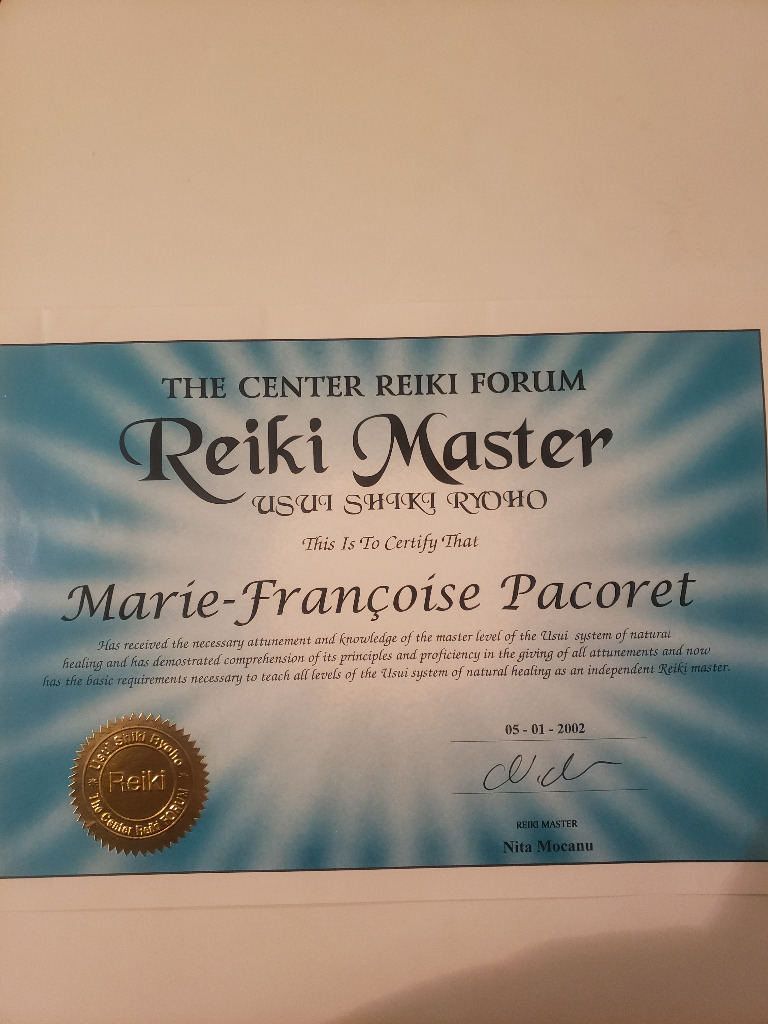 THE CENTER REIKI FORUM
Reiki Master
USUI SHIKI RYOHO
This Is To Certify That
Marie-Françoise Pacoret
Has received the necessary attunement and knowledge of the master level of the Usui system of natural
healing and has demostrated comprehension of its principles and proficiency in the giving of all attunements and now
has the basic requirements necessary to teach all levels of the Usui system of natural healing as an independent Reiki master.
Usui Shiki Ryoho
Reiki
The Center Reiki FORUM
05 - 01 - 2002
REIKI MASTER
Nita Mocanu